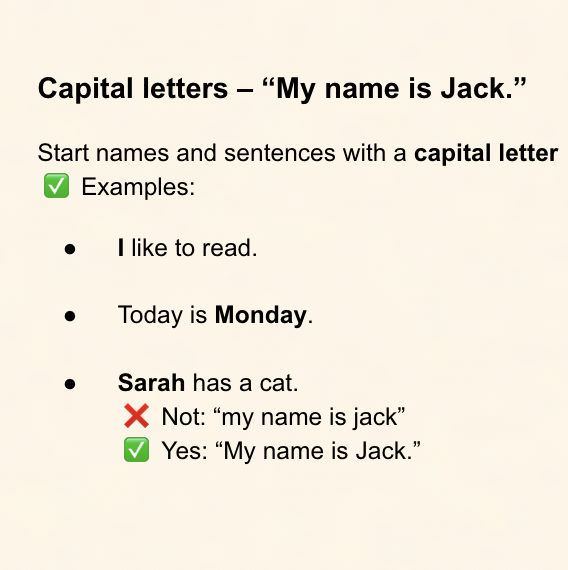 Capital letters – “My name is Jack.”
Start names and sentences with a capital letter
✅ Examples:
● I like to read.
● Today is Monday.
● Sarah has a cat.
❌ Not: “my name is jack”
✅ Yes: “My name is Jack.”